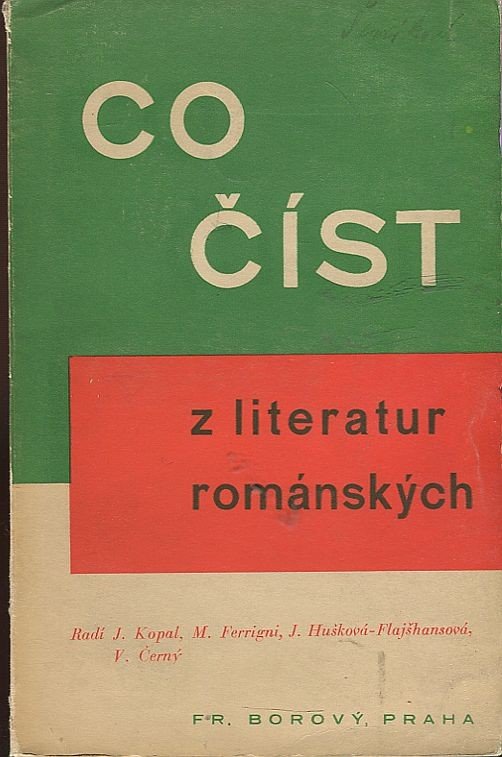 CO
ČÍST
z literatur
románských
Radí J. Kopal, M. Ferrigni, J. Hušková-Flajšhansová,
V. Černý
FR. BOROVÝ, PRAHA